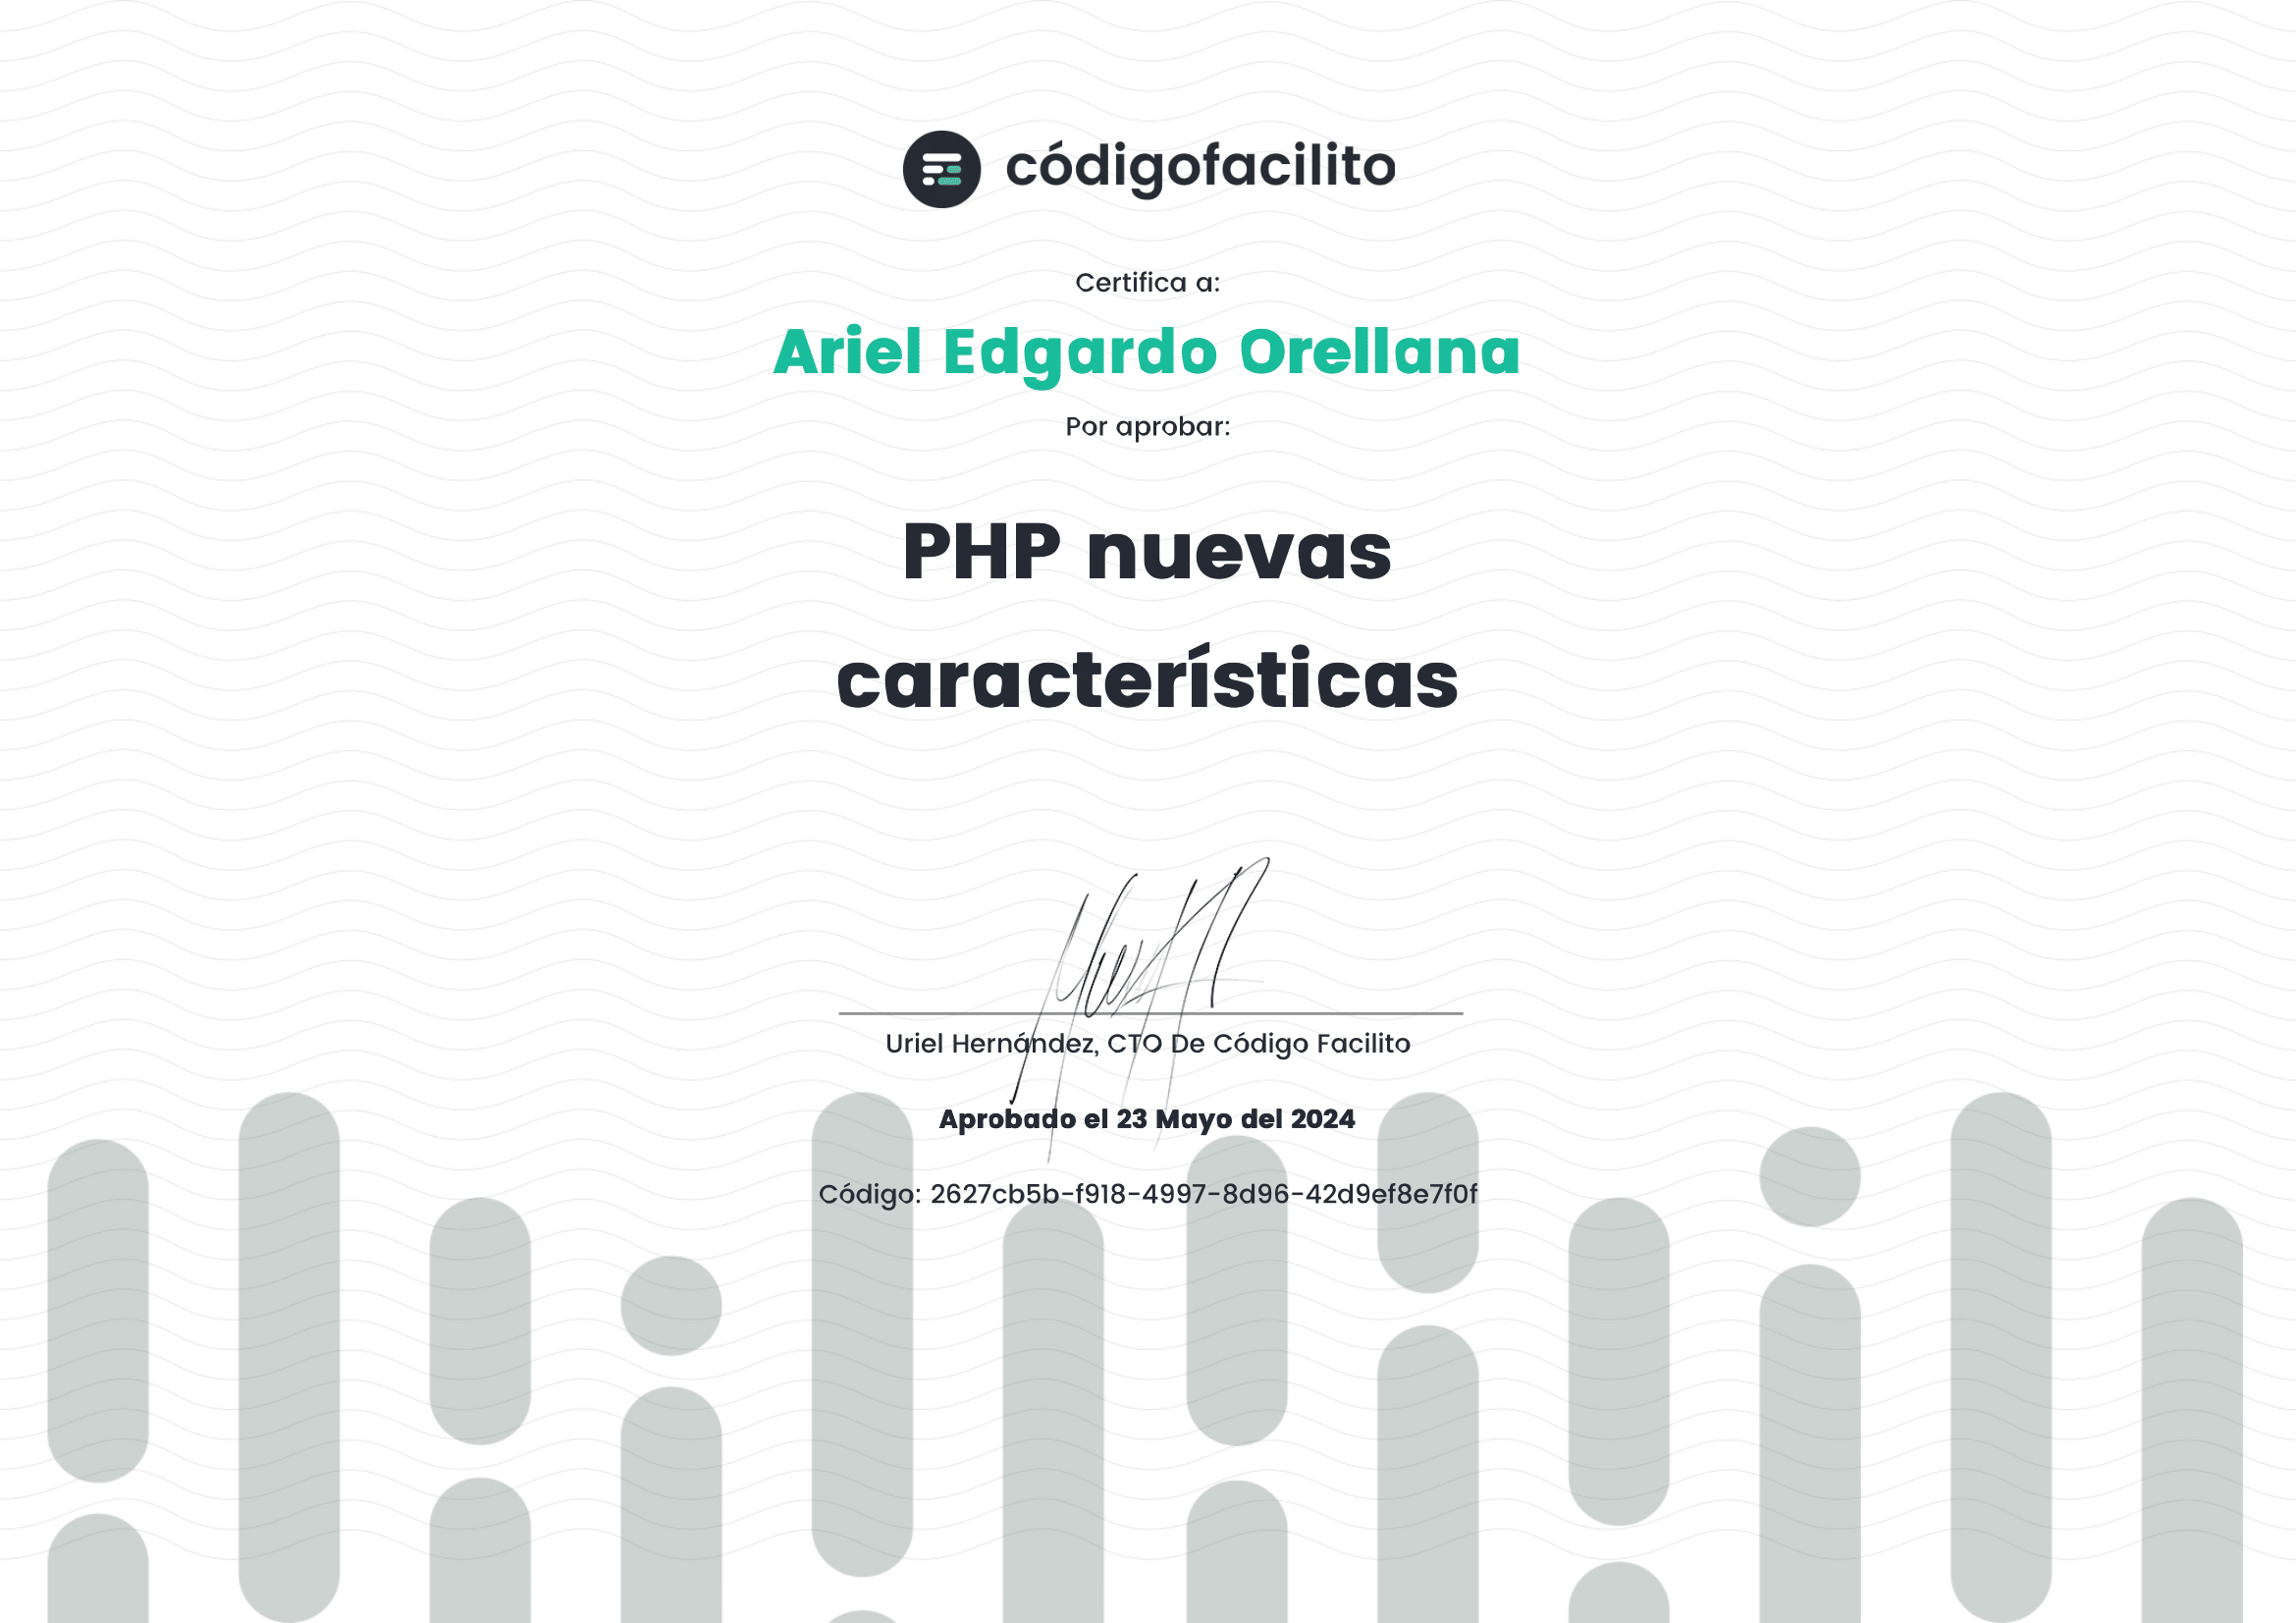 códigofacilito
Certifica a:
Ariel Edgardo Orellana
Por aprobar:
PHP nuevas
características
Uriel Hernández, CTO De Código Facilito
Aprobado el 23 Mayo del 2024
Código: 2627cb5b-f918-4997-8d96-42d9ef8e7f0f